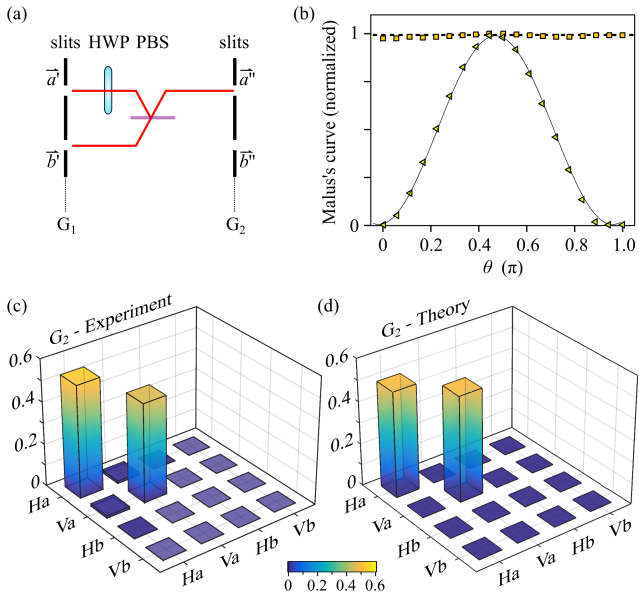 (a)
slits HWP PBS slits
a⃗' a⃗"
b⃗' b⃗"
G₁ G₂
(b)
Malus's curve (normalized)
1
0
0 0.2 0.4 0.6 0.8 1.0
θ (π)
(c)
G₂ - Experiment
0.6
0.4
0.2
0
Ha Va Hb Vb
Ha Va Hb Vb
(d)
G₂ - Theory
0.6
0.4
0.2
0
Ha Va Hb Vb
Ha Va Hb Vb
0 0.2 0.4 0.6